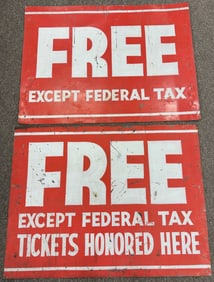 FREE
EXCEPT FEDERAL TAX
FREE
EXCEPT FEDERAL TAX
TICKETS HONORED HERE